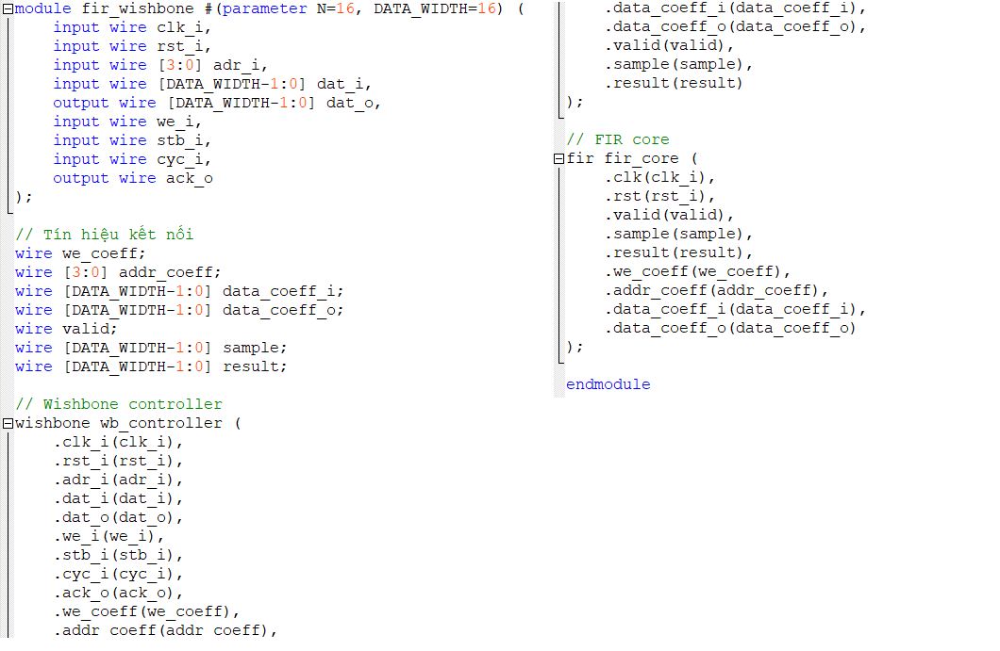 module fir_wishbone #(parameter N=16, DATA_WIDTH=16) (
    input wire clk_i,
    input wire rst_i,
    input wire [3:0] adr_i,
    input wire [DATA_WIDTH-1:0] dat_i,
    output wire [DATA_WIDTH-1:0] dat_o,
    input wire we_i,
    input wire stb_i,
    input wire cyc_i,
    output wire ack_o
);
// Tín hiệu kết nối
wire we_coeff;
wire [3:0] addr_coeff;
wire [DATA_WIDTH-1:0] data_coeff_i;
wire [DATA_WIDTH-1:0] data_coeff_o;
wire valid;
wire [DATA_WIDTH-1:0] sample;
wire [DATA_WIDTH-1:0] result;
// Wishbone controller
wishbone wb_controller (
    .clk_i(clk_i),
    .rst_i(rst_i),
    .adr_i(adr_i),
    .dat_i(dat_i),
    .dat_o(dat_o),
    .we_i(we_i),
    .stb_i(stb_i),
    .cyc_i(cyc_i),
    .ack_o(ack_o),
    .we_coeff(we_coeff),
    .addr_coeff(addr_coeff),
    .data_coeff_i(data_coeff_i),
    .data_coeff_o(data_coeff_o),
    .valid(valid),
    .sample(sample),
    .result(result)
);
// FIR core
fir fir_core (
    .clk(clk_i),
    .rst(rst_i),
    .valid(valid),
    .sample(sample),
    .result(result),
    .we_coeff(we_coeff),
    .addr_coeff(addr_coeff),
    .data_coeff_i(data_coeff_i),
    .data_coeff_o(data_coeff_o)
);
endmodule